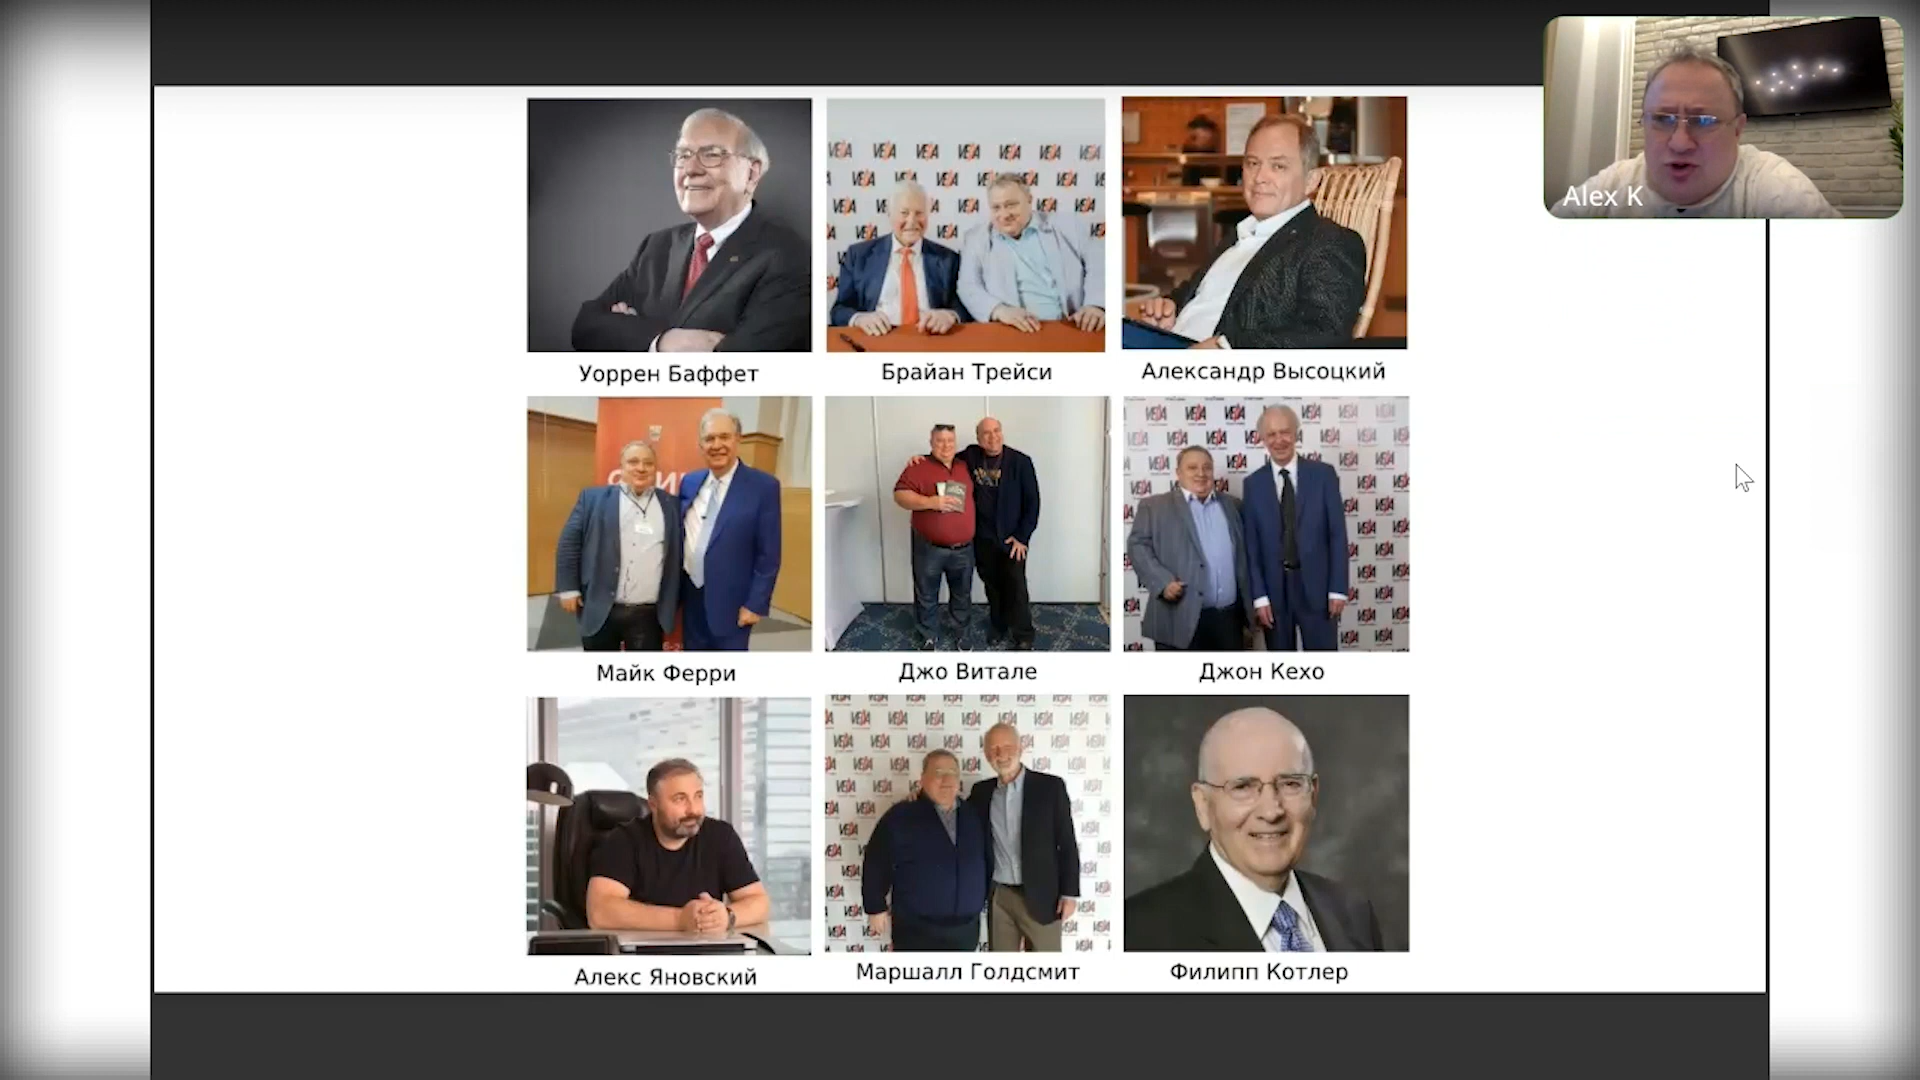 Alex K
Уоррен Баффет
Брайан Трейси
Александр Высоцкий
Майк Ферри
Джо Витале
Джон Кехо
Алекс Яновский
Маршалл Голдсмит
Филипп Котлер